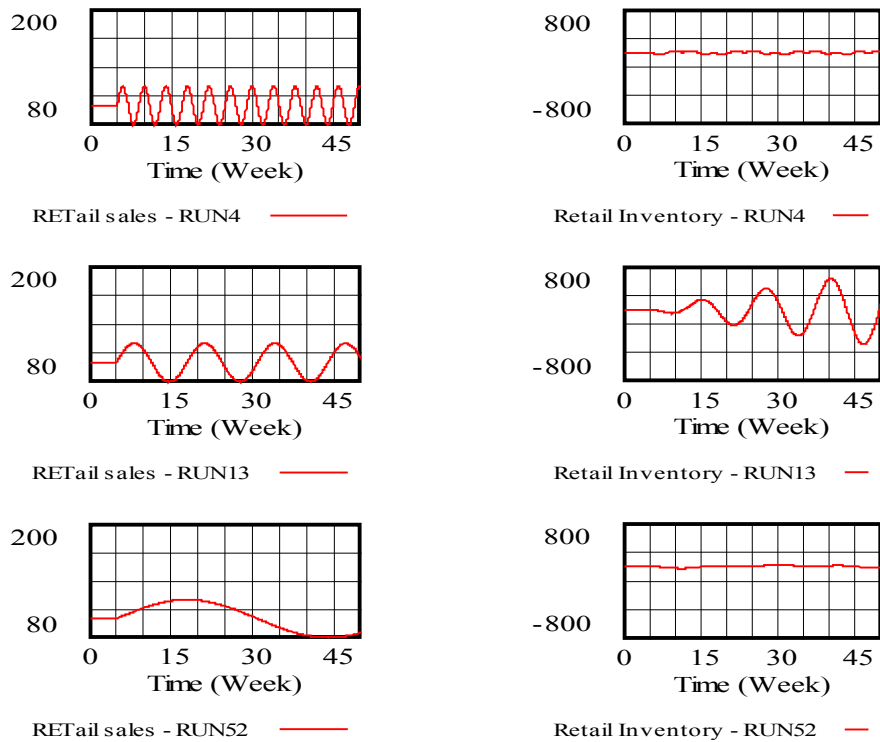 200
80
0 15 30 45
Time (Week)
RETail sales - RUN4
800
-800
0 15 30 45
Time (Week)
Retail Inventory - RUN4
200
80
0 15 30 45
Time (Week)
RETail sales - RUN13
800
-800
0 15 30 45
Time (Week)
Retail Inventory - RUN13
200
80
0 15 30 45
Time (Week)
RETail sales - RUN52
800
-800
0 15 30 45
Time (Week)
Retail Inventory - RUN52